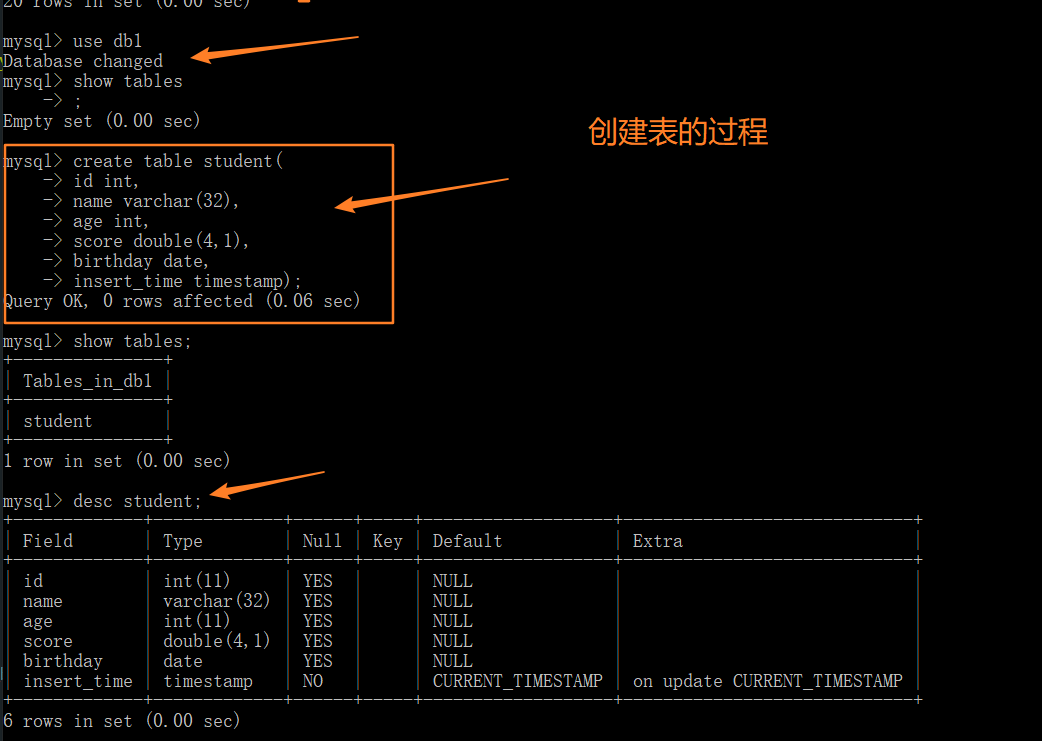 20 rows in set (0.00 sec)
mysql> use db1
Database changed
mysql> show tables
-> ;
Empty set (0.00 sec)
创建表的过程
mysql> create table student(
-> id int,
-> name varchar(32),
-> age int,
-> score double(4,1),
-> birthday date,
-> insert_time timestamp);
Query OK, 0 rows affected (0.06 sec)
mysql> show tables;
+---------------+
| Tables_in_db1 |
+---------------+
| student       |
+---------------+
1 row in set (0.00 sec)
mysql> desc student;
+-------------+-------------+------+-----+-------------------+-----------------------------+
| Field       | Type        | Null | Key | Default           | Extra                       |
+-------------+-------------+------+-----+-------------------+-----------------------------+
| id          | int(11)     | YES  |     | NULL              |                             |
| name        | varchar(32) | YES  |     | NULL              |                             |
| age         | int(11)     | YES  |     | NULL              |                             |
| score       | double(4,1) | YES  |     | NULL              |                             |
| birthday    | date        | YES  |     | NULL              |                             |
| insert_time | timestamp   | NO   |     | CURRENT_TIMESTAMP | on update CURRENT_TIMESTAMP |
+-------------+-------------+------+-----+-------------------+-----------------------------+
6 rows in set (0.00 sec)